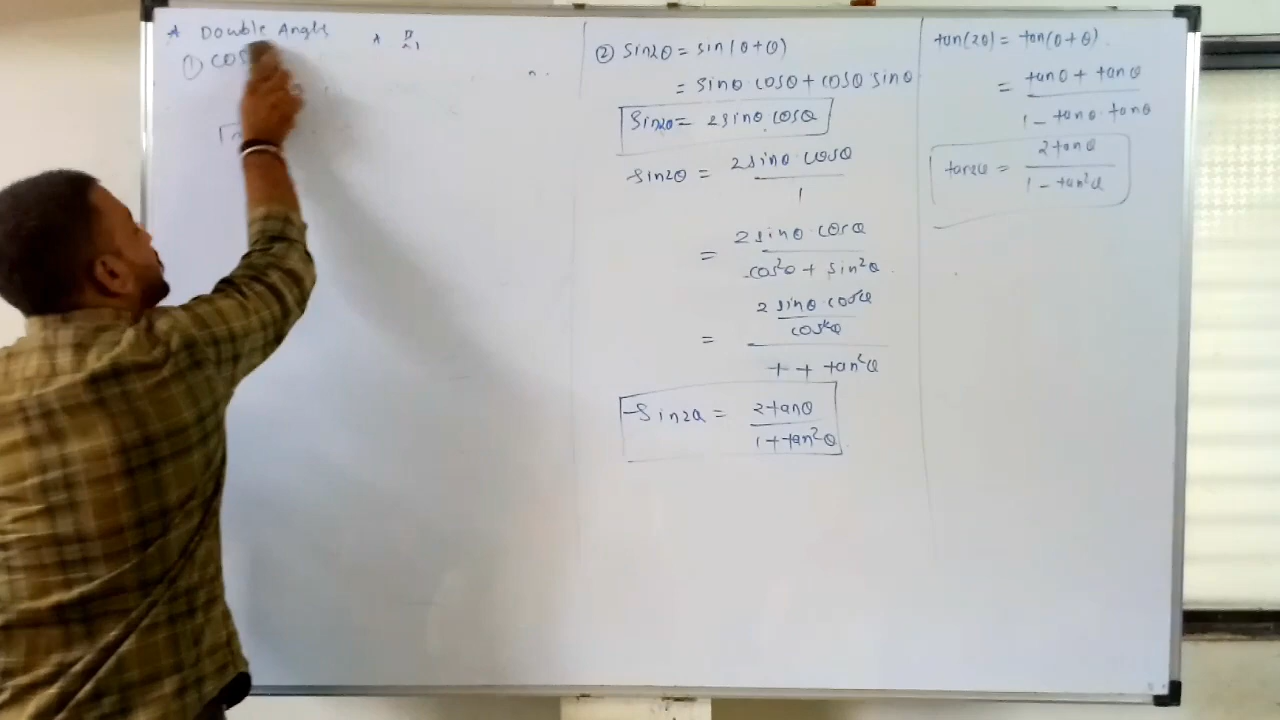 * Double Angle
① cos
② sin2θ = sin(θ+θ)
= sinθ cosθ + cosθ sinθ
sin2θ = 2sinθ cosθ
sin2θ = 2sinθ·cosθ / 1
= 2sinθ·cosθ / cos²θ + sin²θ
= 2 sinθ cosθ / cos²θ / 1 + tan²θ
sin2θ = 2tanθ / 1+tan²θ
tan(2θ) = tan(θ+θ).
= tanθ + tanθ / 1 - tanθ·tanθ
tan2θ = 2tanθ / 1 - tan²θ